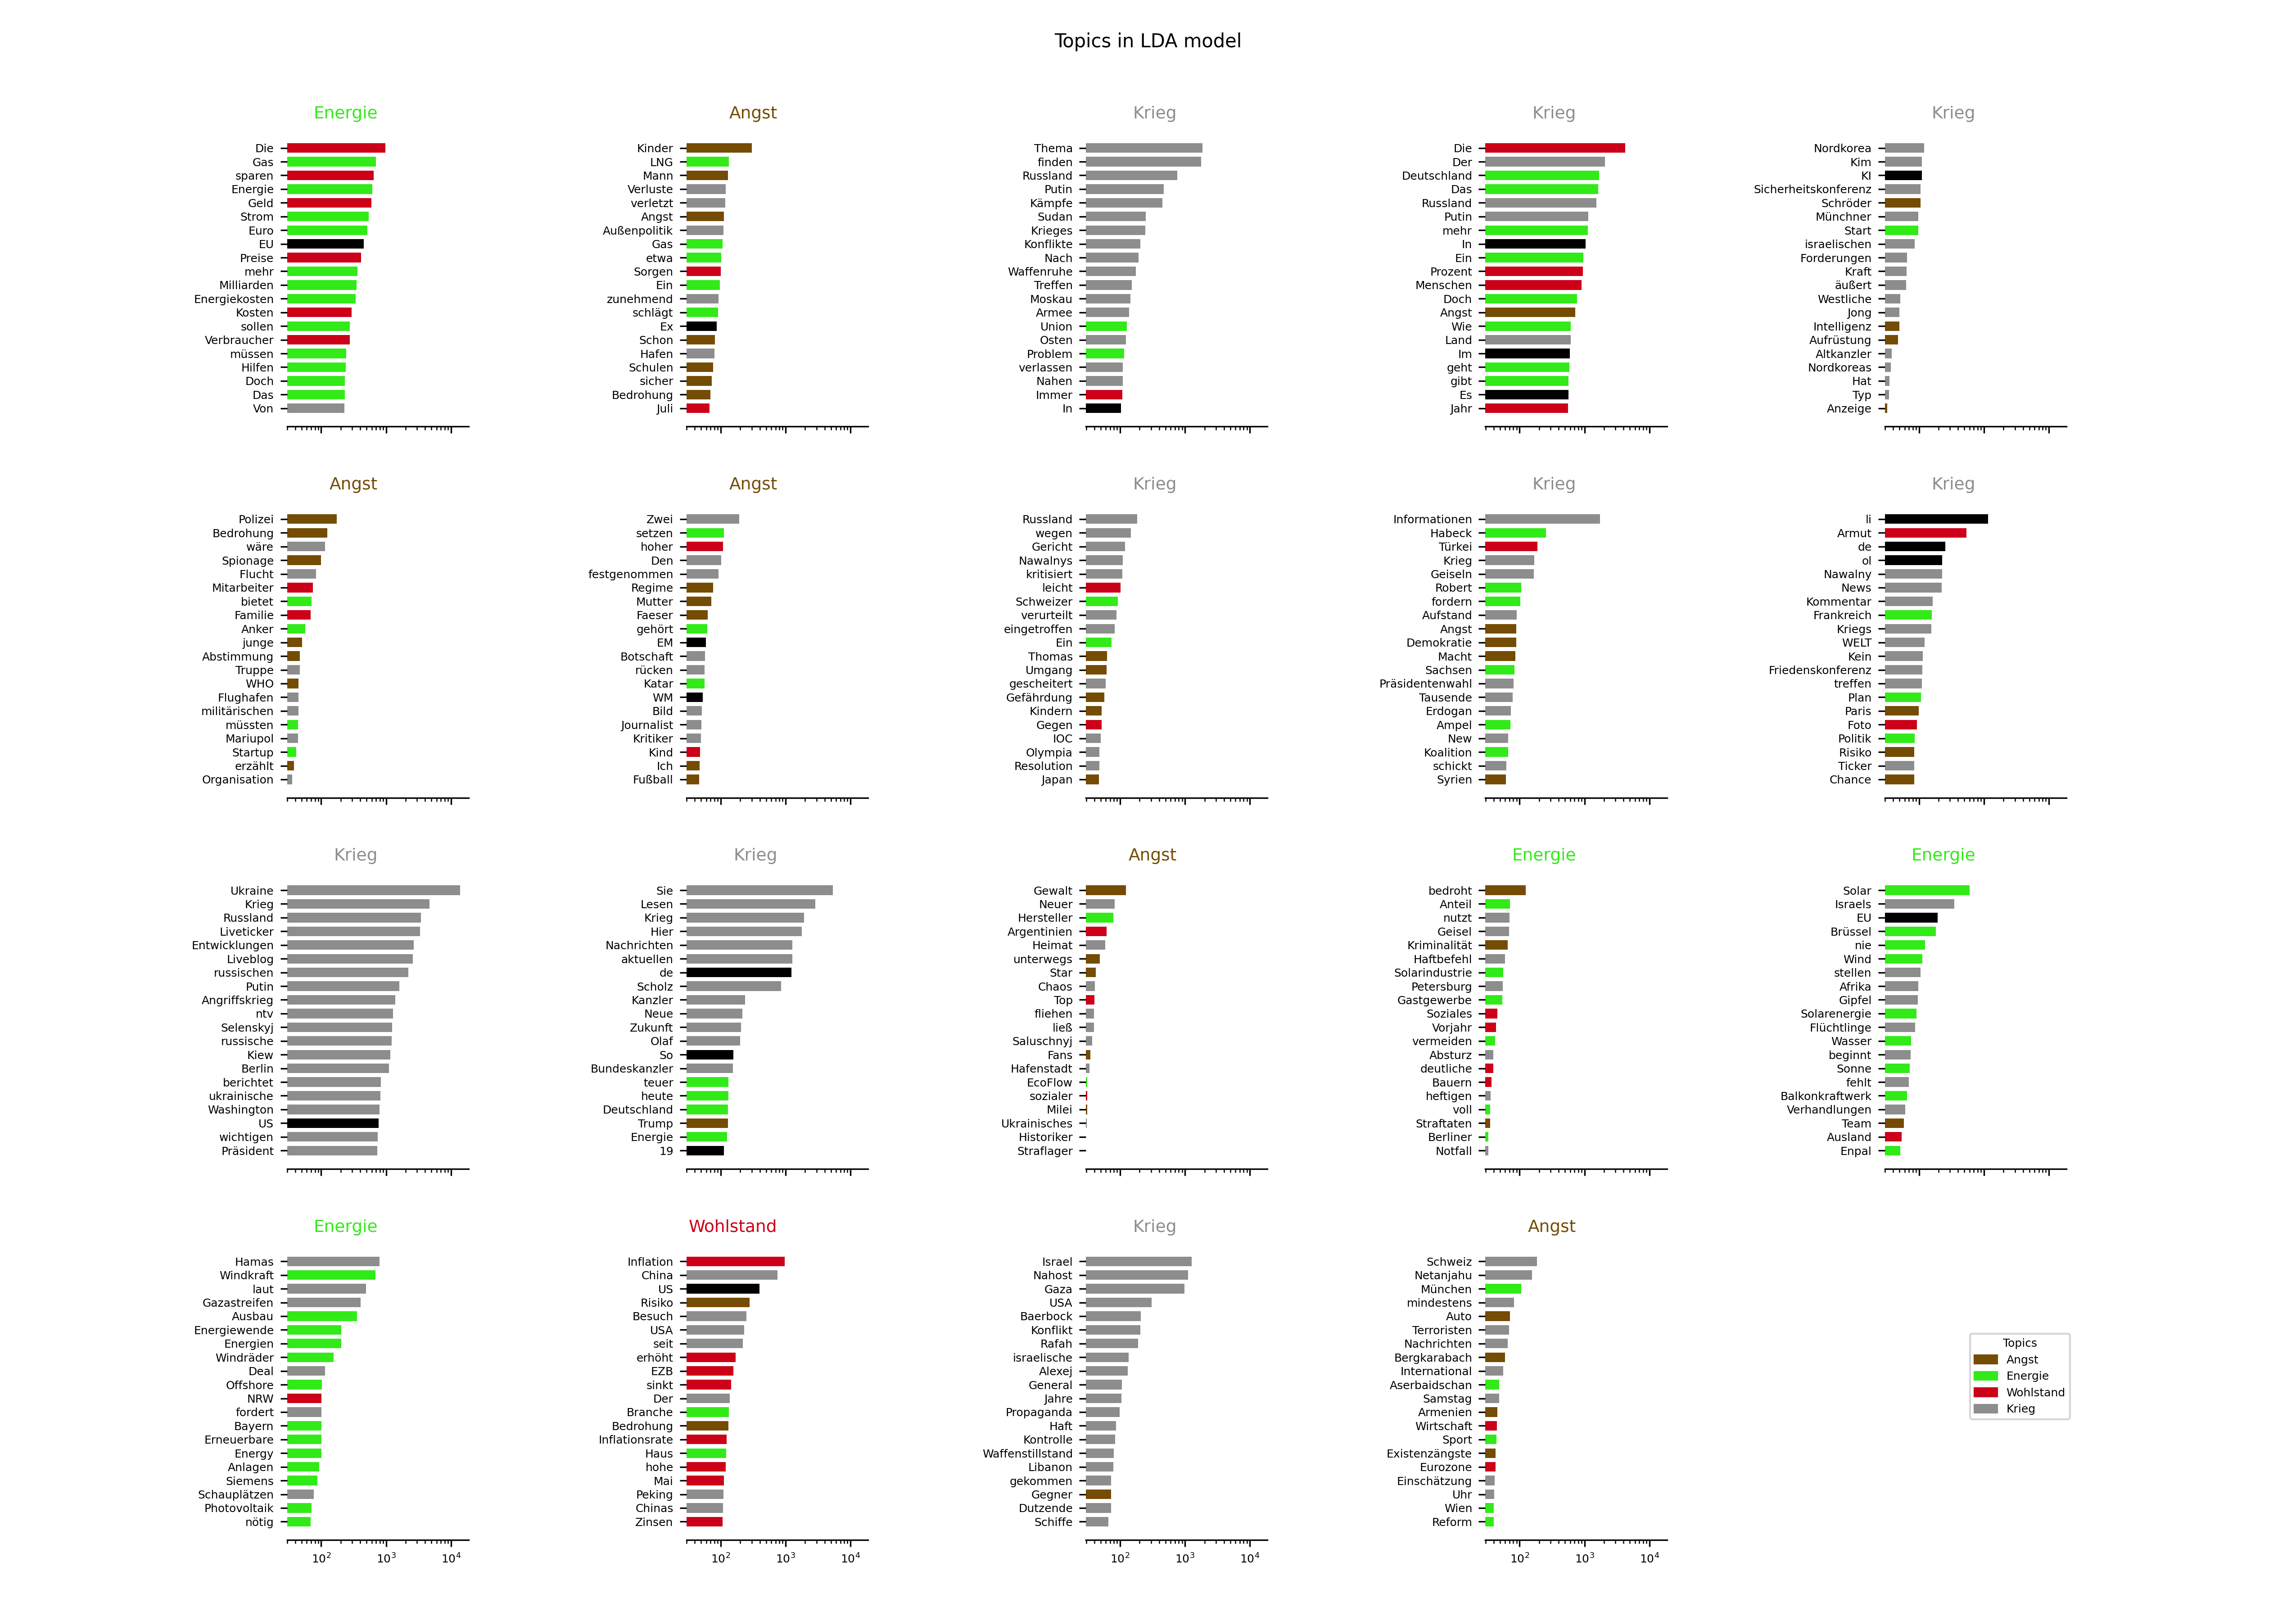 Topics in LDA model
Energie
Die
Gas
sparen
Energie
Geld
Strom
Euro
EU
Preise
mehr
Milliarden
Energiekosten
Kosten
sollen
Verbraucher
müssen
Hilfen
Doch
Das
Von
Angst
Kinder
LNG
Mann
Verluste
verletzt
Angst
Außenpolitik
Gas
etwa
Sorgen
Ein
zunehmend
schlägt
Ex
Schon
Hafen
Schulen
sicher
Bedrohung
Juli
Krieg
Thema
finden
Russland
Putin
Kämpfe
Sudan
Krieges
Konflikte
Nach
Waffenruhe
Treffen
Moskau
Armee
Union
Osten
Problem
verlassen
Nahen
Immer
In
Krieg
Die
Der
Deutschland
Das
Russland
Putin
mehr
In
Ein
Prozent
Menschen
Doch
Angst
Wie
Land
Im
geht
gibt
Es
Jahr
Krieg
Nordkorea
Kim
KI
Sicherheitskonferenz
Schröder
Münchner
Start
israelischen
Forderungen
Kraft
äußert
Westliche
Jong
Intelligenz
Aufrüstung
Altkanzler
Nordkoreas
Hat
Typ
Anzeige
Angst
Polizei
Bedrohung
wäre
Spionage
Flucht
Mitarbeiter
bietet
Familie
Anker
junge
Abstimmung
Truppe
WHO
Flughafen
militärischen
müssten
Mariupol
Startup
erzählt
Organisation
Angst
Zwei
setzen
hoher
Den
festgenommen
Regime
Mutter
Faeser
gehört
EM
Botschaft
rücken
Katar
WM
Bild
Journalist
Kritiker
Kind
Ich
Fußball
Krieg
Russland
wegen
Gericht
Nawalnys
kritisiert
leicht
Schweizer
verurteilt
eingetroffen
Ein
Thomas
Umgang
gescheitert
Gefährdung
Kindern
Gegen
IOC
Olympia
Resolution
Japan
Krieg
Informationen
Habeck
Türkei
Krieg
Geiseln
Robert
fordern
Aufstand
Angst
Demokratie
Macht
Sachsen
Präsidentenwahl
Tausende
Erdogan
Ampel
New
Koalition
schickt
Syrien
Krieg
li
Armut
de
ol
Nawalny
News
Kommentar
Frankreich
Kriegs
WELT
Kein
Friedenskonferenz
treffen
Plan
Paris
Foto
Politik
Risiko
Ticker
Chance
Krieg
Ukraine
Krieg
Russland
Liveticker
Entwicklungen
Liveblog
russischen
Putin
Angriffskrieg
ntv
Selenskyj
russische
Kiew
Berlin
berichtet
ukrainische
Washington
US
wichtigen
Präsident
Krieg
Sie
Lesen
Krieg
Hier
Nachrichten
aktuellen
de
Scholz
Kanzler
Neue
Zukunft
Olaf
So
Bundeskanzler
teuer
heute
Deutschland
Trump
Energie
19
Angst
Gewalt
Neuer
Hersteller
Argentinien
Heimat
unterwegs
Star
Chaos
Top
fliehen
ließ
Saluschnyj
Fans
Hafenstadt
EcoFlow
sozialer
Milei
Ukrainisches
Historiker
Straflager
Energie
bedroht
Anteil
nutzt
Geisel
Kriminalität
Haftbefehl
Solarindustrie
Petersburg
Gastgewerbe
Soziales
Vorjahr
vermeiden
Absturz
deutliche
Bauern
heftigen
voll
Straftaten
Berliner
Notfall
Energie
Solar
Israels
EU
Brüssel
nie
Wind
stellen
Afrika
Gipfel
Solarenergie
Flüchtlinge
Wasser
beginnt
Sonne
fehlt
Balkonkraftwerk
Verhandlungen
Team
Ausland
Enpal
Energie
Hamas
Windkraft
laut
Gazastreifen
Ausbau
Energiewende
Energien
Windräder
Deal
Offshore
NRW
fordert
Bayern
Erneuerbare
Energy
Anlagen
Siemens
Schauplätzen
Photovoltaik
nötig
10² 10³ 10⁴
Wohlstand
Inflation
China
US
Risiko
Besuch
USA
seit
erhöht
EZB
sinkt
Der
Branche
Bedrohung
Inflationsrate
Haus
hohe
Mai
Peking
Chinas
Zinsen
10² 10³ 10⁴
Krieg
Israel
Nahost
Gaza
USA
Baerbock
Konflikt
Rafah
israelische
Alexej
General
Jahre
Propaganda
Haft
Kontrolle
Waffenstillstand
Libanon
gekommen
Gegner
Dutzende
Schiffe
10² 10³ 10⁴
Angst
Schweiz
Netanjahu
München
mindestens
Auto
Terroristen
Nachrichten
Bergkarabach
International
Aserbaidschan
Samstag
Armenien
Wirtschaft
Sport
Existenzängste
Eurozone
Einschätzung
Uhr
Wien
Reform
10² 10³ 10⁴
Topics
Angst
Energie
Wohlstand
Krieg